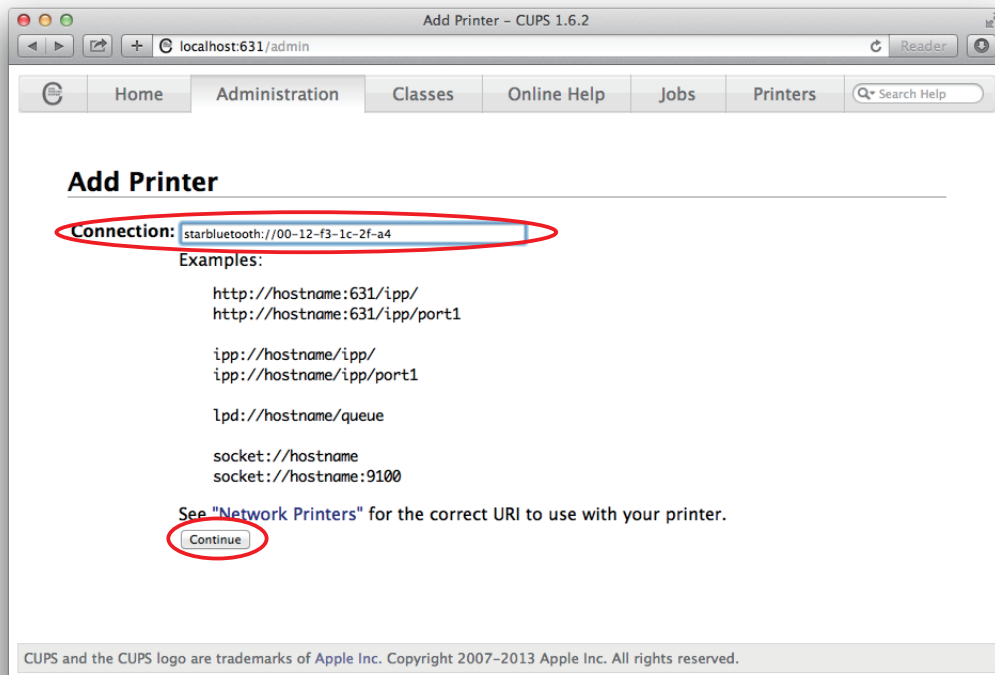 Add Printer – CUPS 1.6.2
localhost:631/admin
Reader
Home Administration Classes Online Help Jobs Printers Search Help
Add Printer
Connection: starbluetooth://00-12-f3-1c-2f-a4
Examples:
http://hostname:631/ipp/
http://hostname:631/ipp/port1
ipp://hostname/ipp/
ipp://hostname/ipp/port1
lpd://hostname/queue
socket://hostname
socket://hostname:9100
See "Network Printers" for the correct URI to use with your printer.
Continue
CUPS and the CUPS logo are trademarks of Apple Inc. Copyright 2007-2013 Apple Inc. All rights reserved.